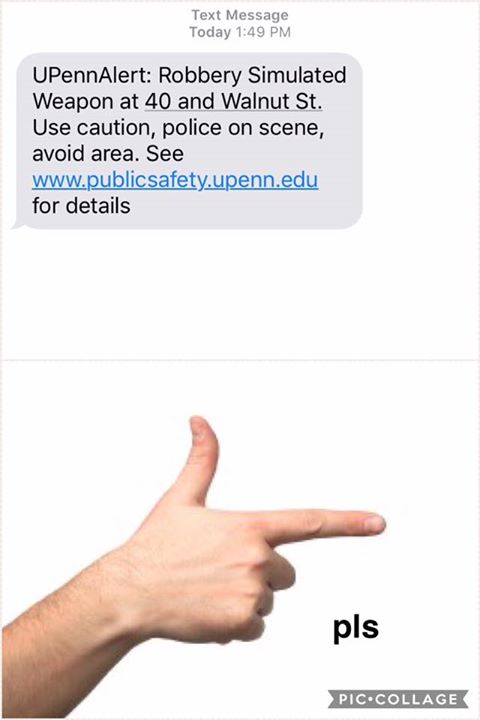 Text Message
Today 1:49 PM
UPennAlert: Robbery Simulated
Weapon at 40 and Walnut St.
Use caution, police on scene,
avoid area. See
www.publicsafety.upenn.edu
for details
pls
PIC•COLLAGE